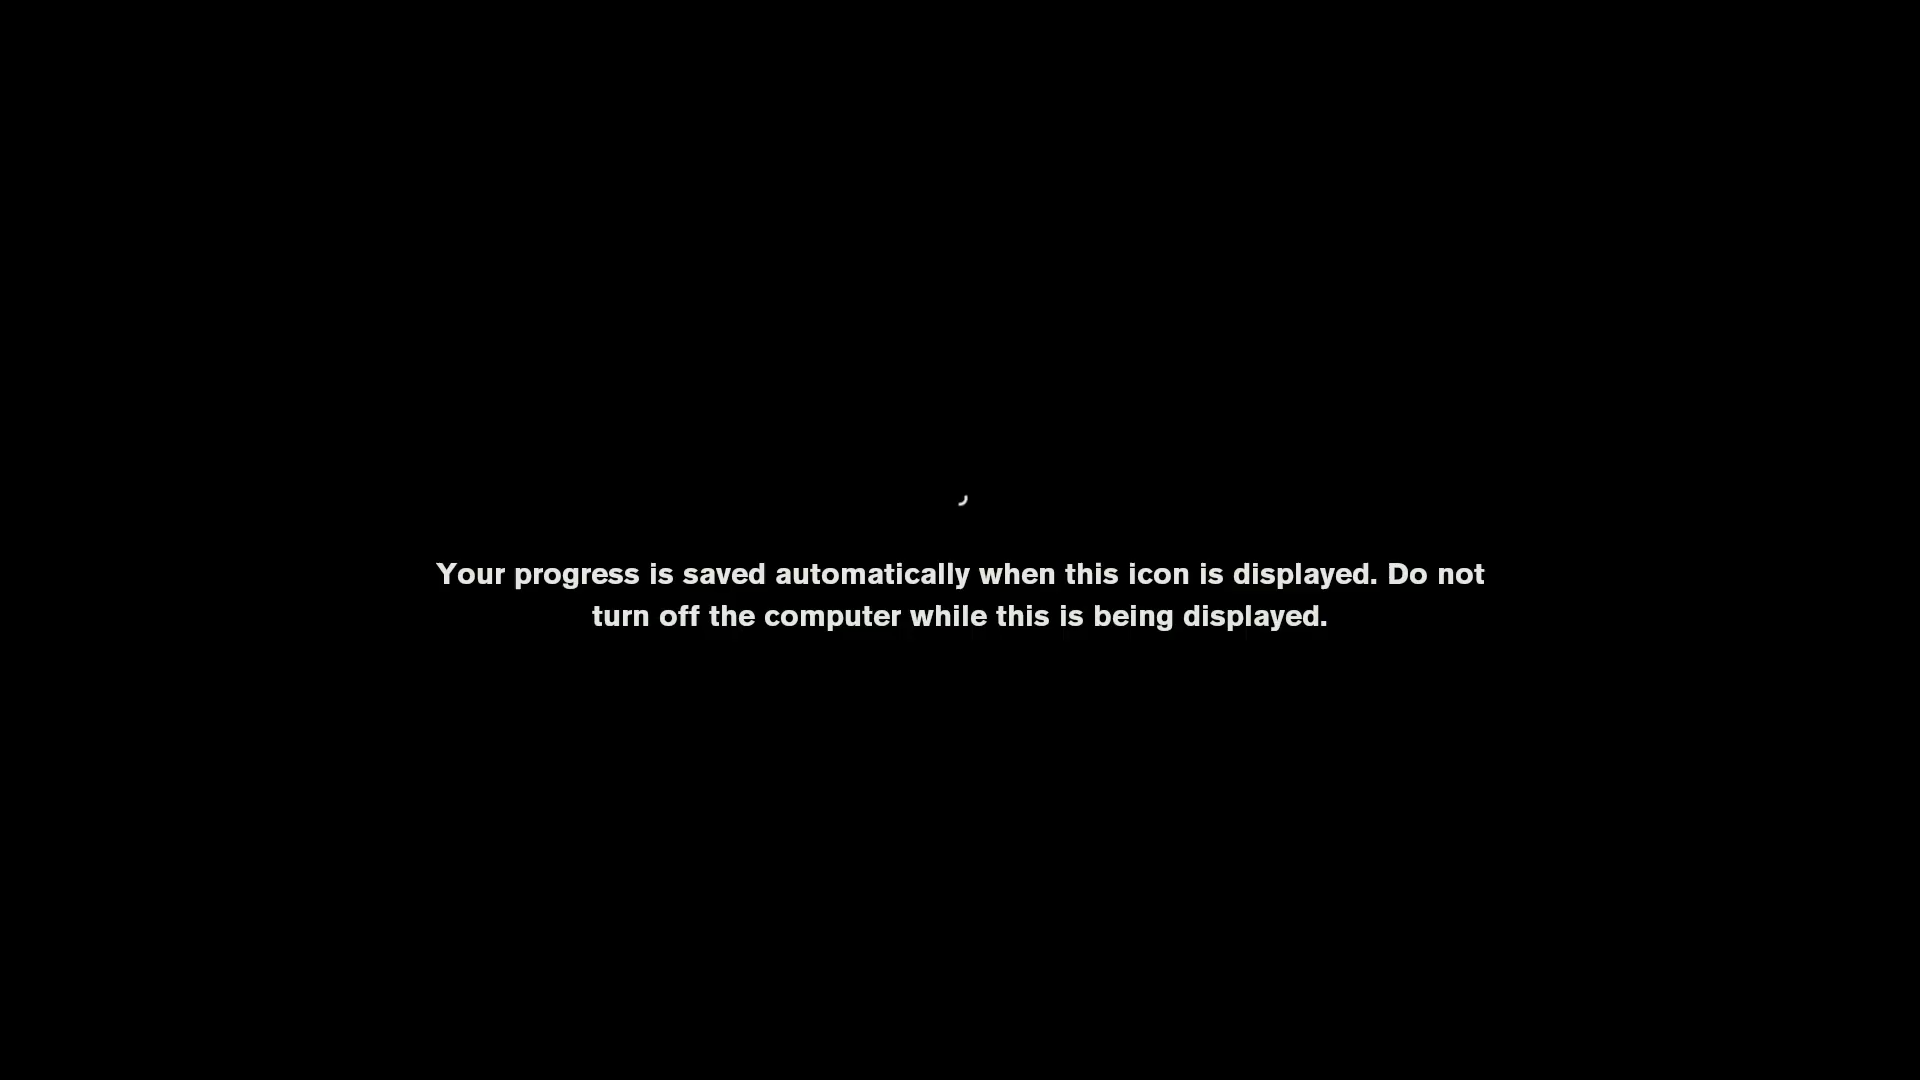 Your progress is saved automatically when this icon is displayed. Do not
turn off the computer while this is being displayed.